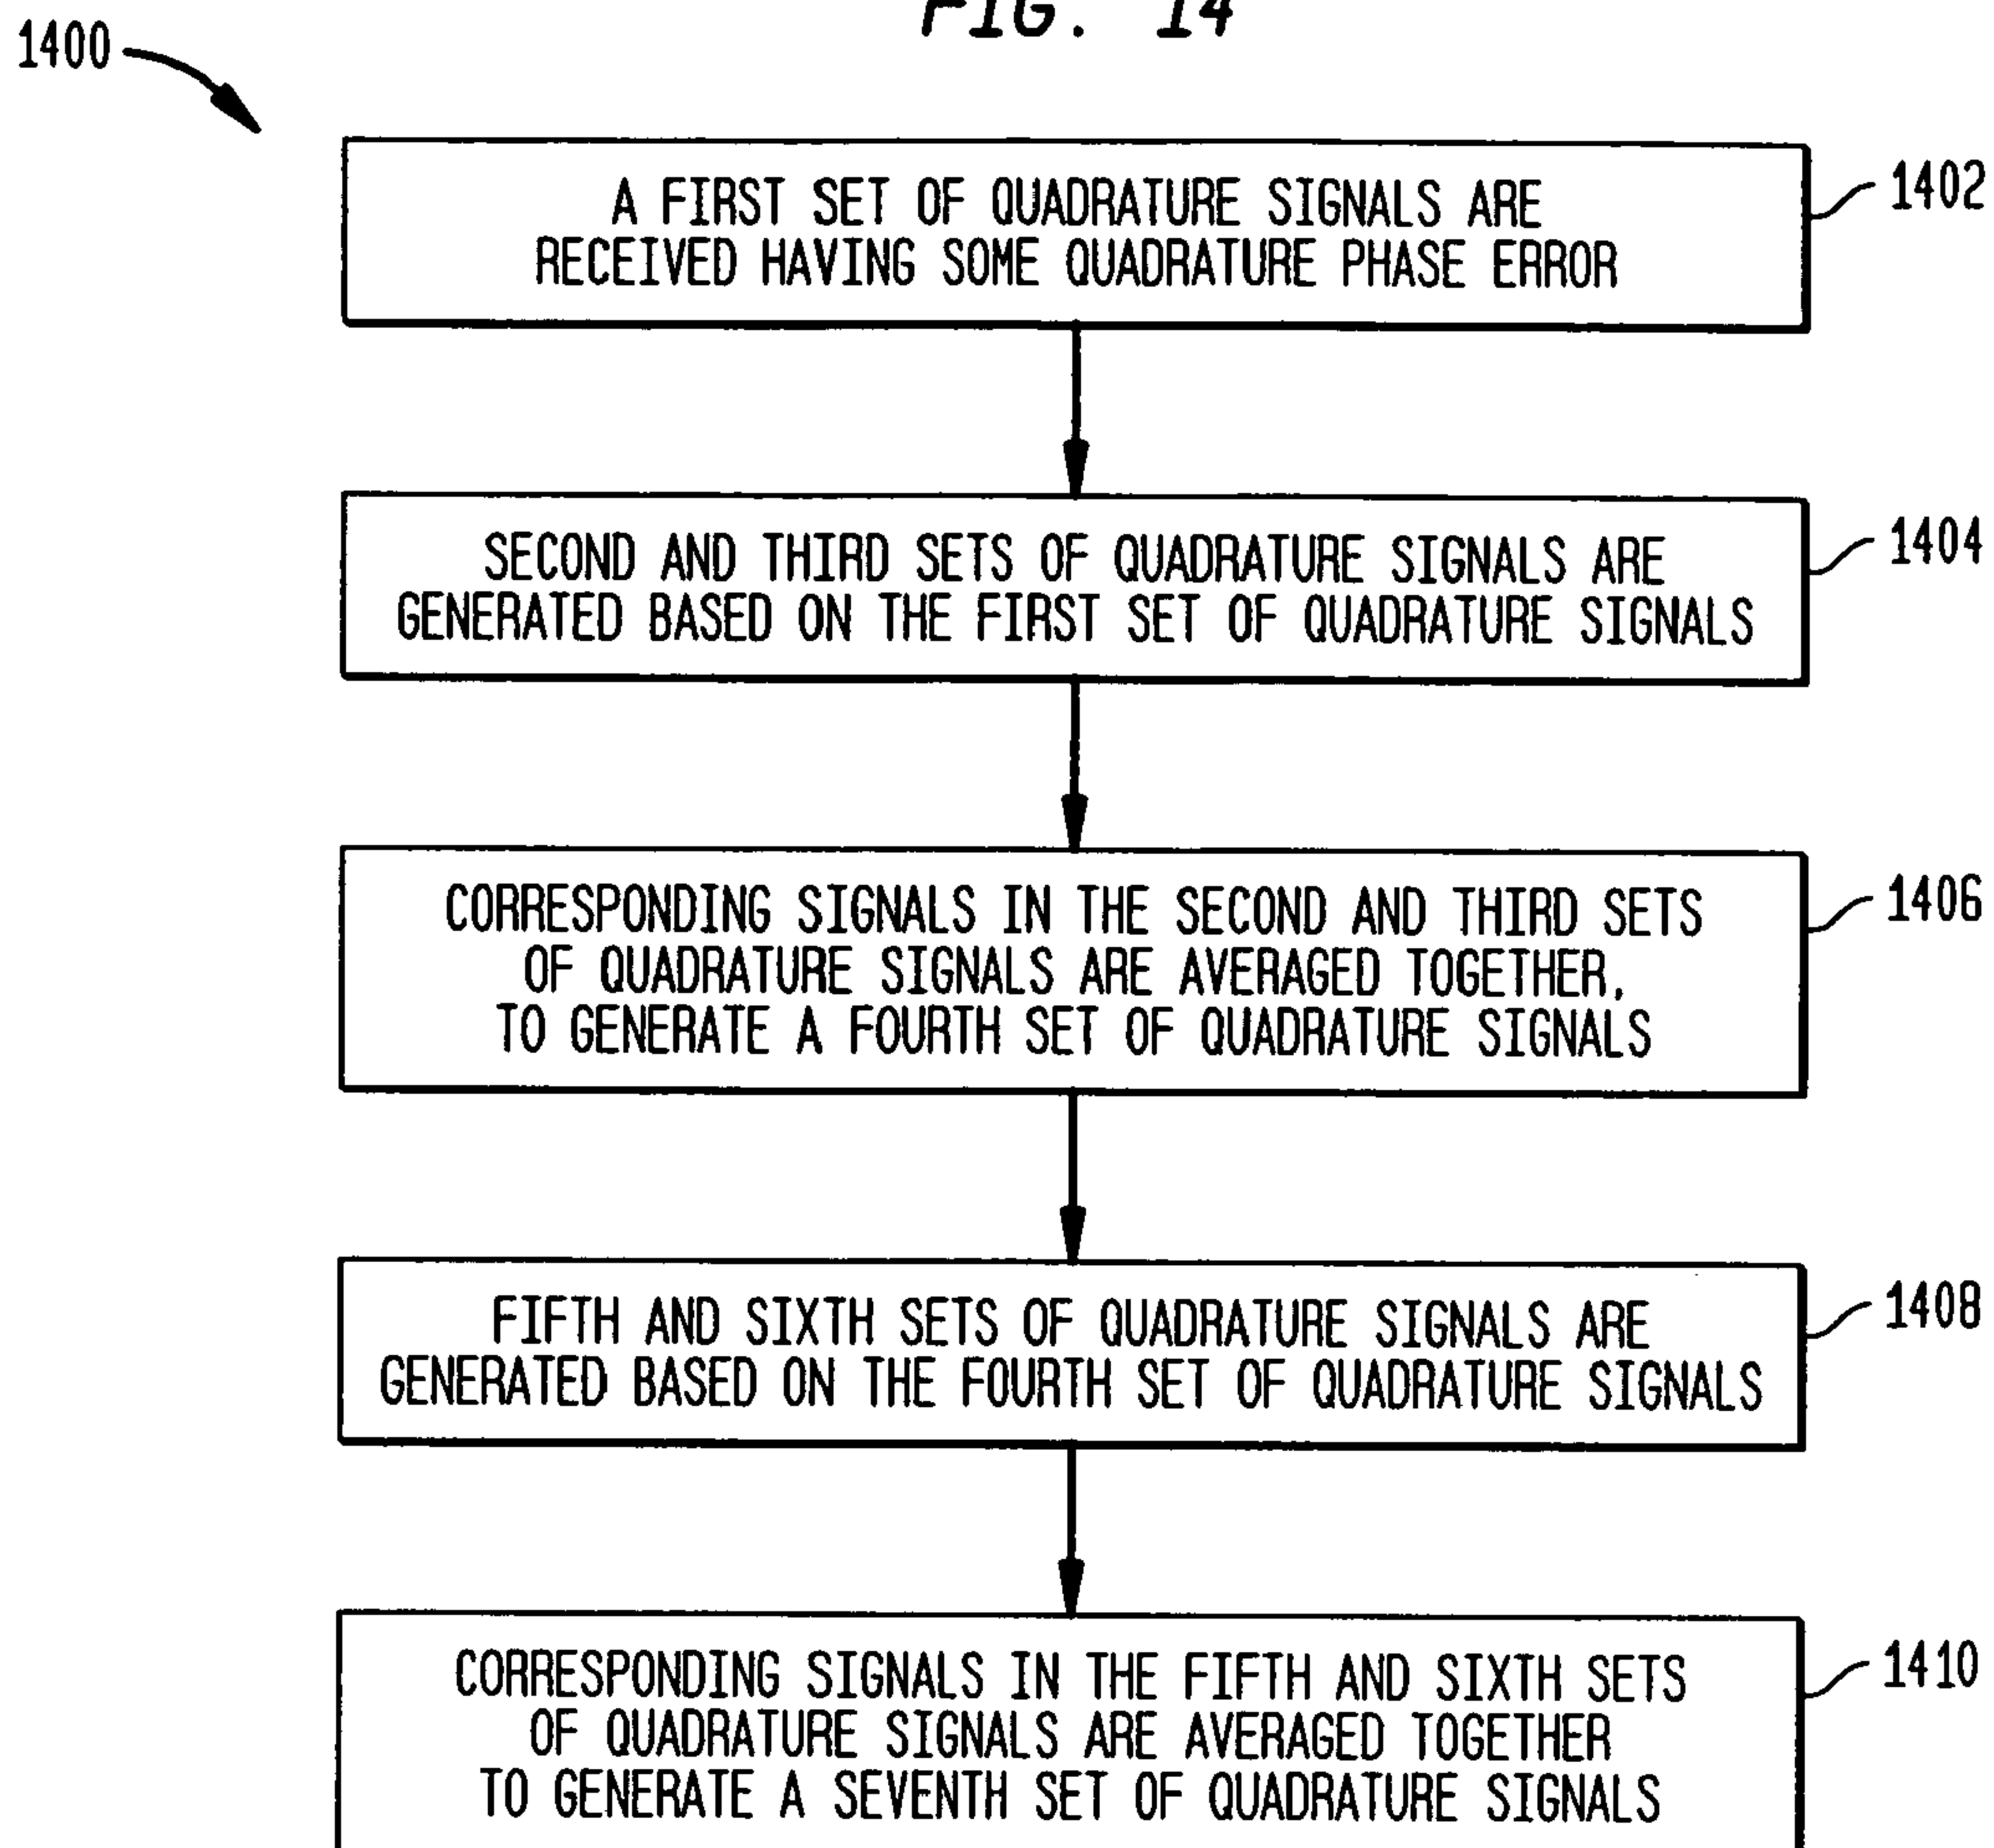 FIG. 14
1400
A FIRST SET OF QUADRATURE SIGNALS ARE
RECEIVED HAVING SOME QUADRATURE PHASE ERROR
1402
SECOND AND THIRD SETS OF QUADRATURE SIGNALS ARE
GENERATED BASED ON THE FIRST SET OF QUADRATURE SIGNALS
1404
CORRESPONDING SIGNALS IN THE SECOND AND THIRD SETS
OF QUADRATURE SIGNALS ARE AVERAGED TOGETHER,
TO GENERATE A FOURTH SET OF QUADRATURE SIGNALS
1406
FIFTH AND SIXTH SETS OF QUADRATURE SIGNALS ARE
GENERATED BASED ON THE FOURTH SET OF QUADRATURE SIGNALS
1408
CORRESPONDING SIGNALS IN THE FIFTH AND SIXTH SETS
OF QUADRATURE SIGNALS ARE AVERAGED TOGETHER
TO GENERATE A SEVENTH SET OF QUADRATURE SIGNALS
1410